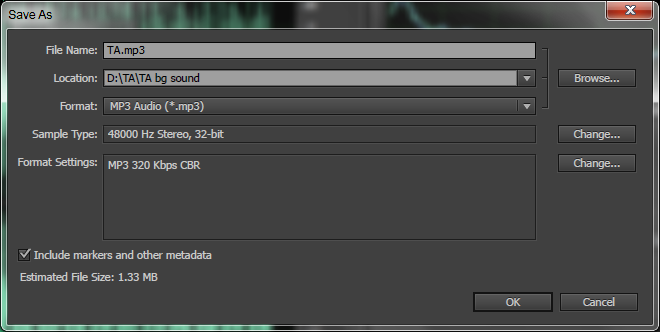 Save As
File Name: TA.mp3
Location: D:\TA\TA bg sound Browse...
Format: MP3 Audio (*.mp3)
Sample Type: 48000 Hz Stereo, 32-bit Change...
Format Settings: MP3 320 Kbps CBR Change...
Include markers and other metadata
Estimated File Size: 1.33 MB
OK Cancel